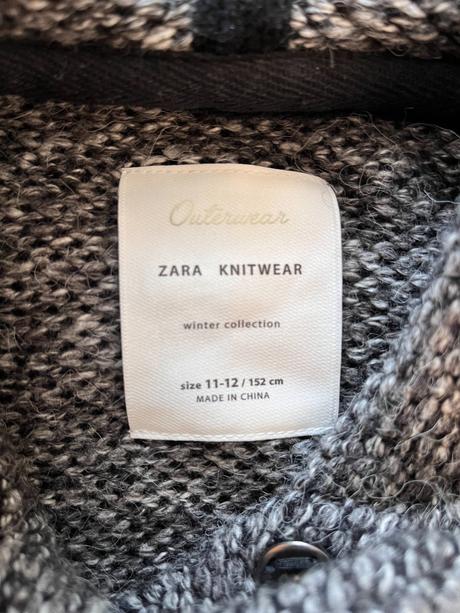 Outerwear
ZARA KNITWEAR
winter collection
size 11-12 / 152 cm
MADE IN CHINA